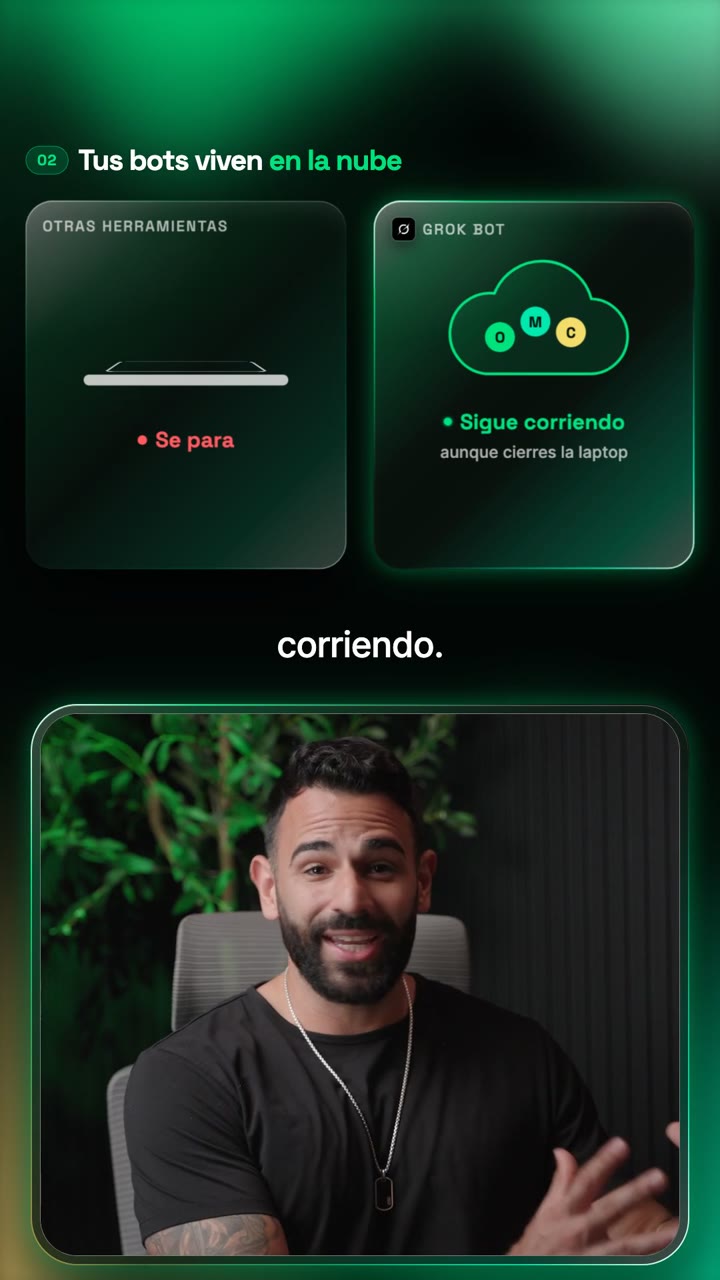 02 Tus bots viven en la nube
OTRAS HERRAMIENTAS
Se para
GROK BOT
O M C
Sigue corriendo
aunque cierres la laptop
corriendo.